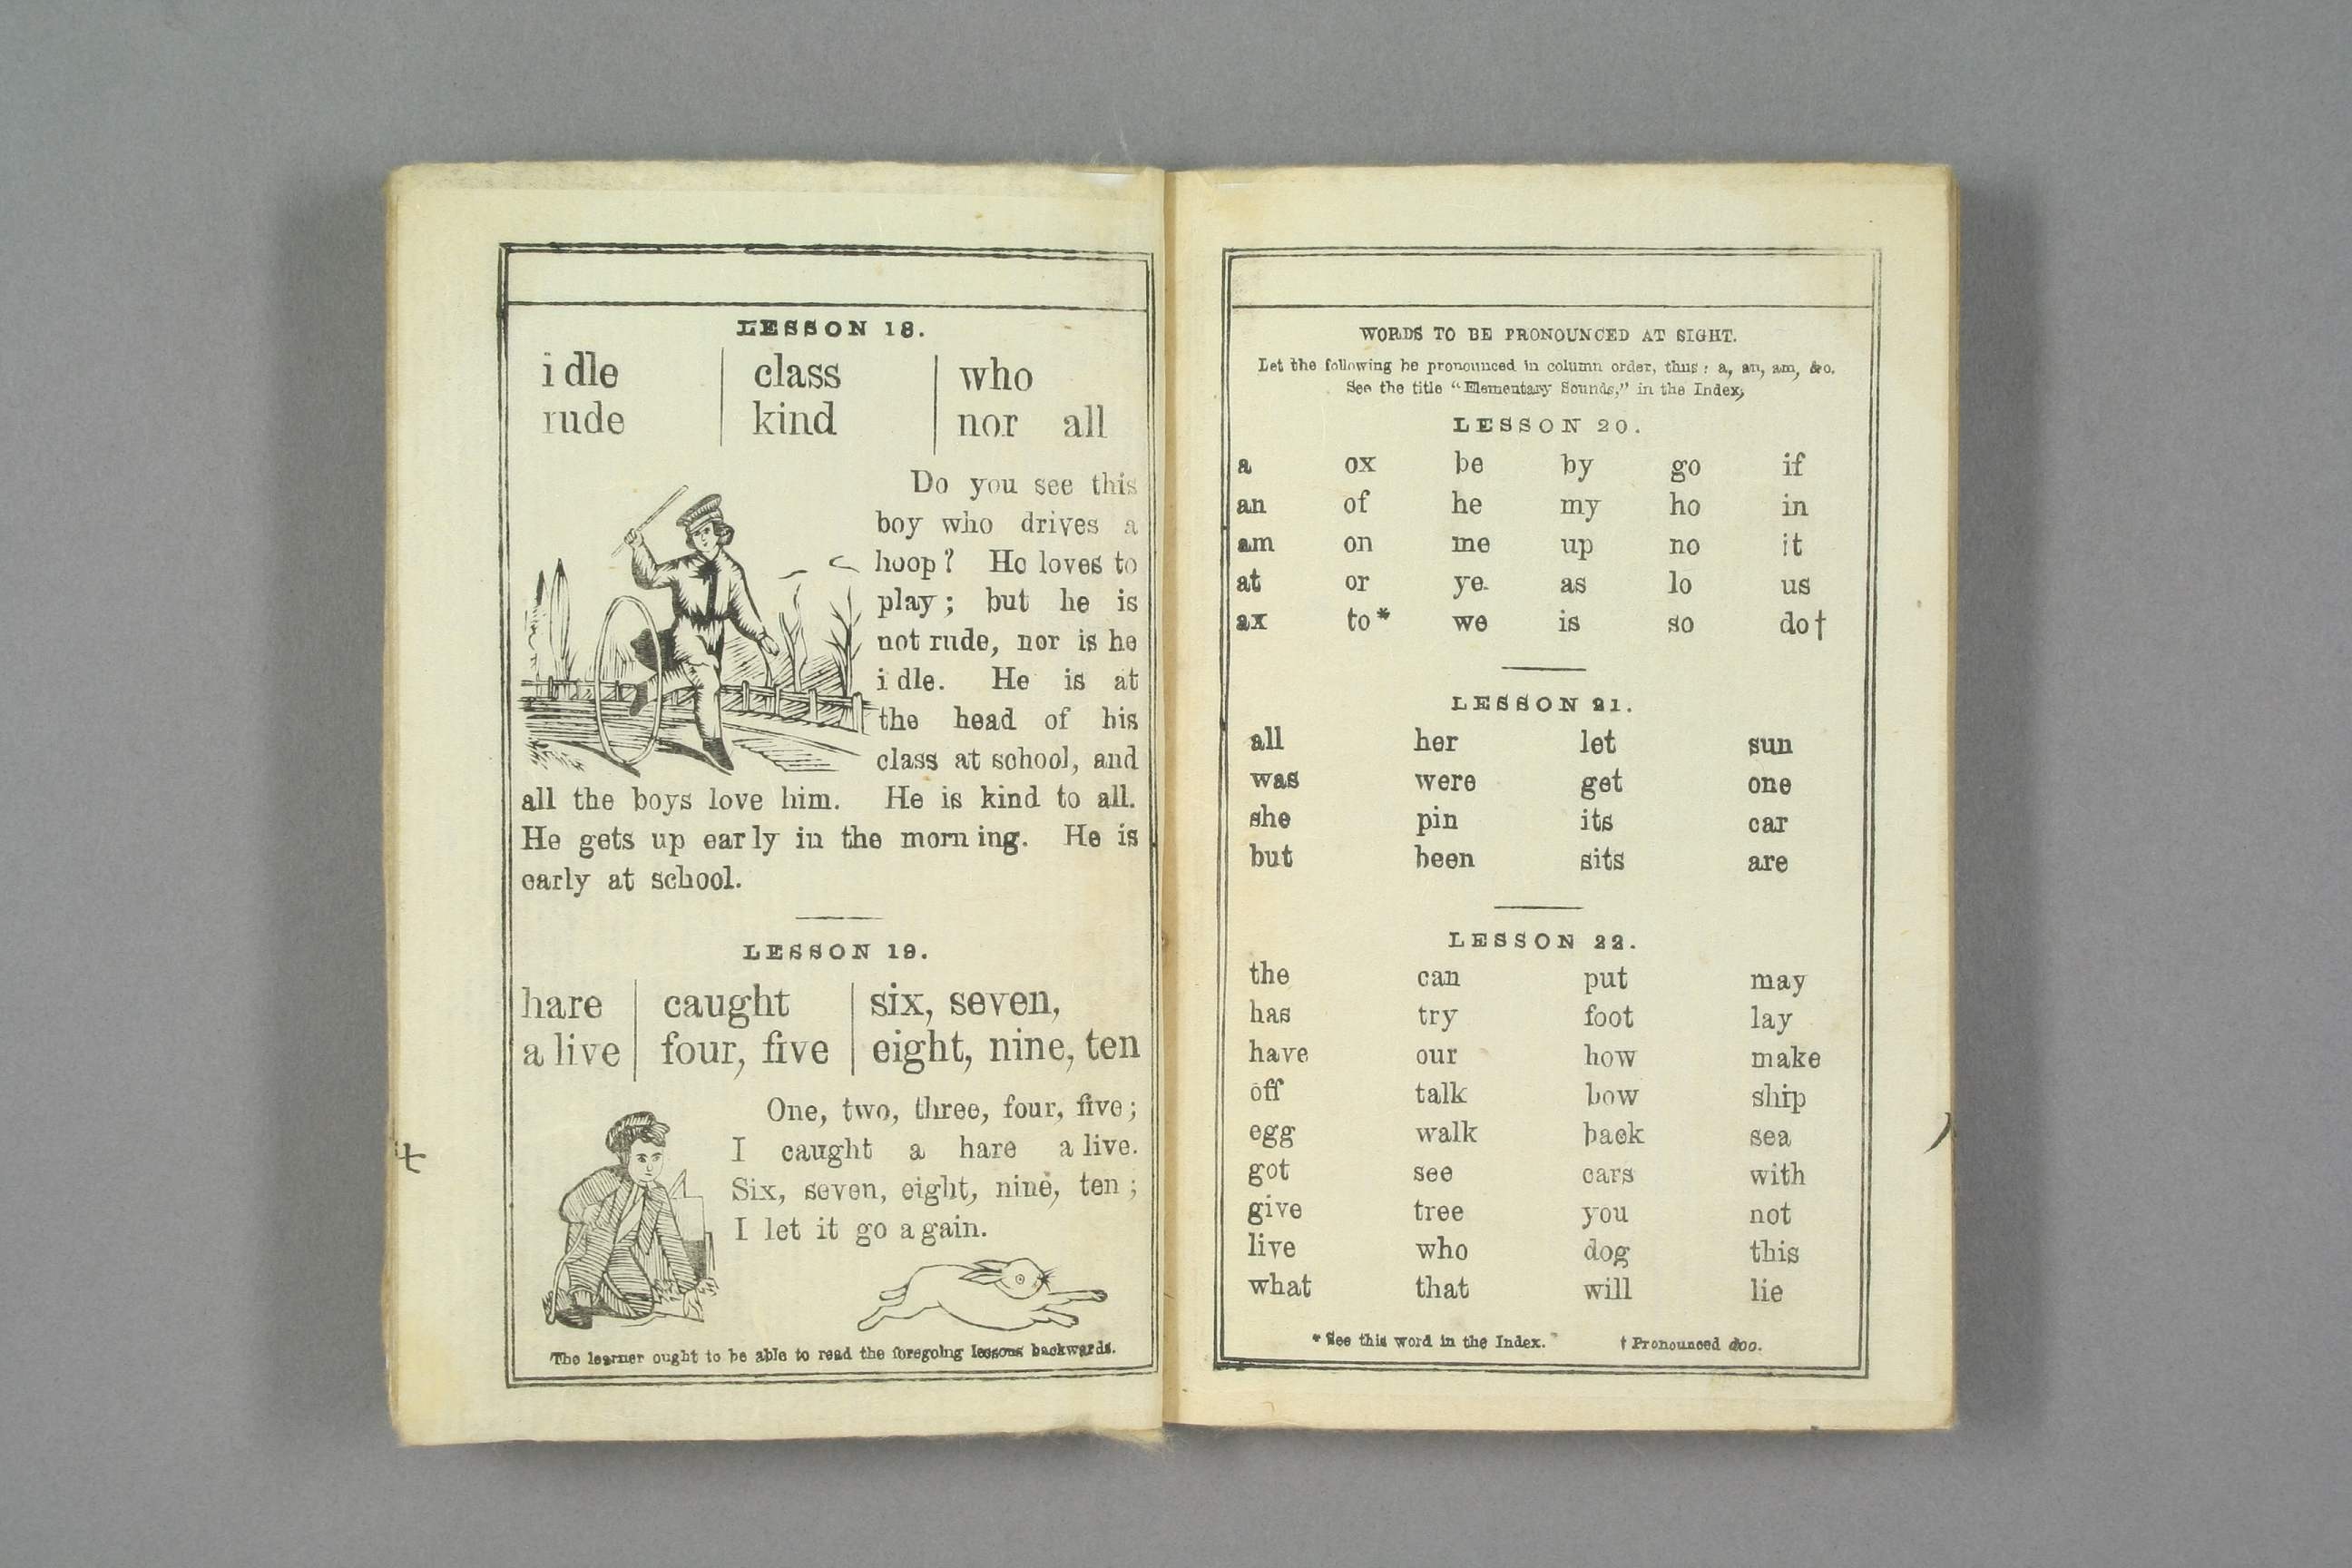 LESSON 18.
i dle class who
rude kind nor all
Do you see this
boy who drives a
hoop? He loves to
play; but he is
not rude, nor is he
i dle. He is at
the head of his
class at school, and
all the boys love him. He is kind to all.
He gets up ear ly in the morn ing. He is
early at school.
LESSON 19.
hare caught six, seven,
a live four, five eight, nine, ten
One, two, three, four, five;
I caught a hare a live.
Six, seven, eight, nine, ten;
I let it go a gain.
The learner ought to be able to read the foregoing lessons backwards.
WORDS TO BE PRONOUNCED AT SIGHT.
Let the following be pronounced in column order, thus: a, an, am, &c.
See the title "Elementary Sounds," in the Index,
LESSON 20.
a ox be by go if
an of he my ho in
am on me up no it
at or ye as lo us
ax to* we is so do†
LESSON 21.
all her let sun
was were get one
she pin its car
but been sits are
LESSON 22.
the can put may
has try foot lay
have our how make
off talk bow ship
egg walk back sea
got see cars with
give tree you not
live who dog this
what that will lie
* See this word in the Index. † Pronounced doo.